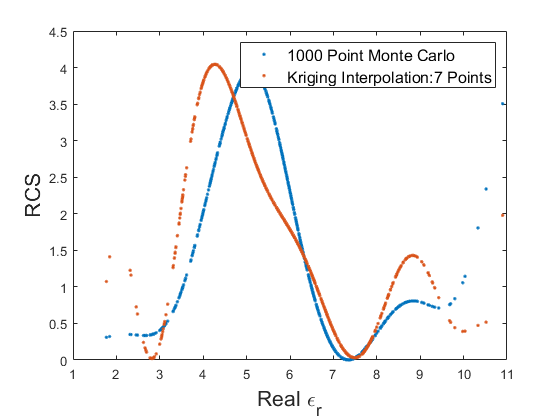 1000 Point Monte Carlo
Kriging Interpolation:7 Points
4.5
4
3.5
3
2.5
2
1.5
1
0.5
0
RCS
1 2 3 4 5 6 7 8 9 10 11
Real ϵr